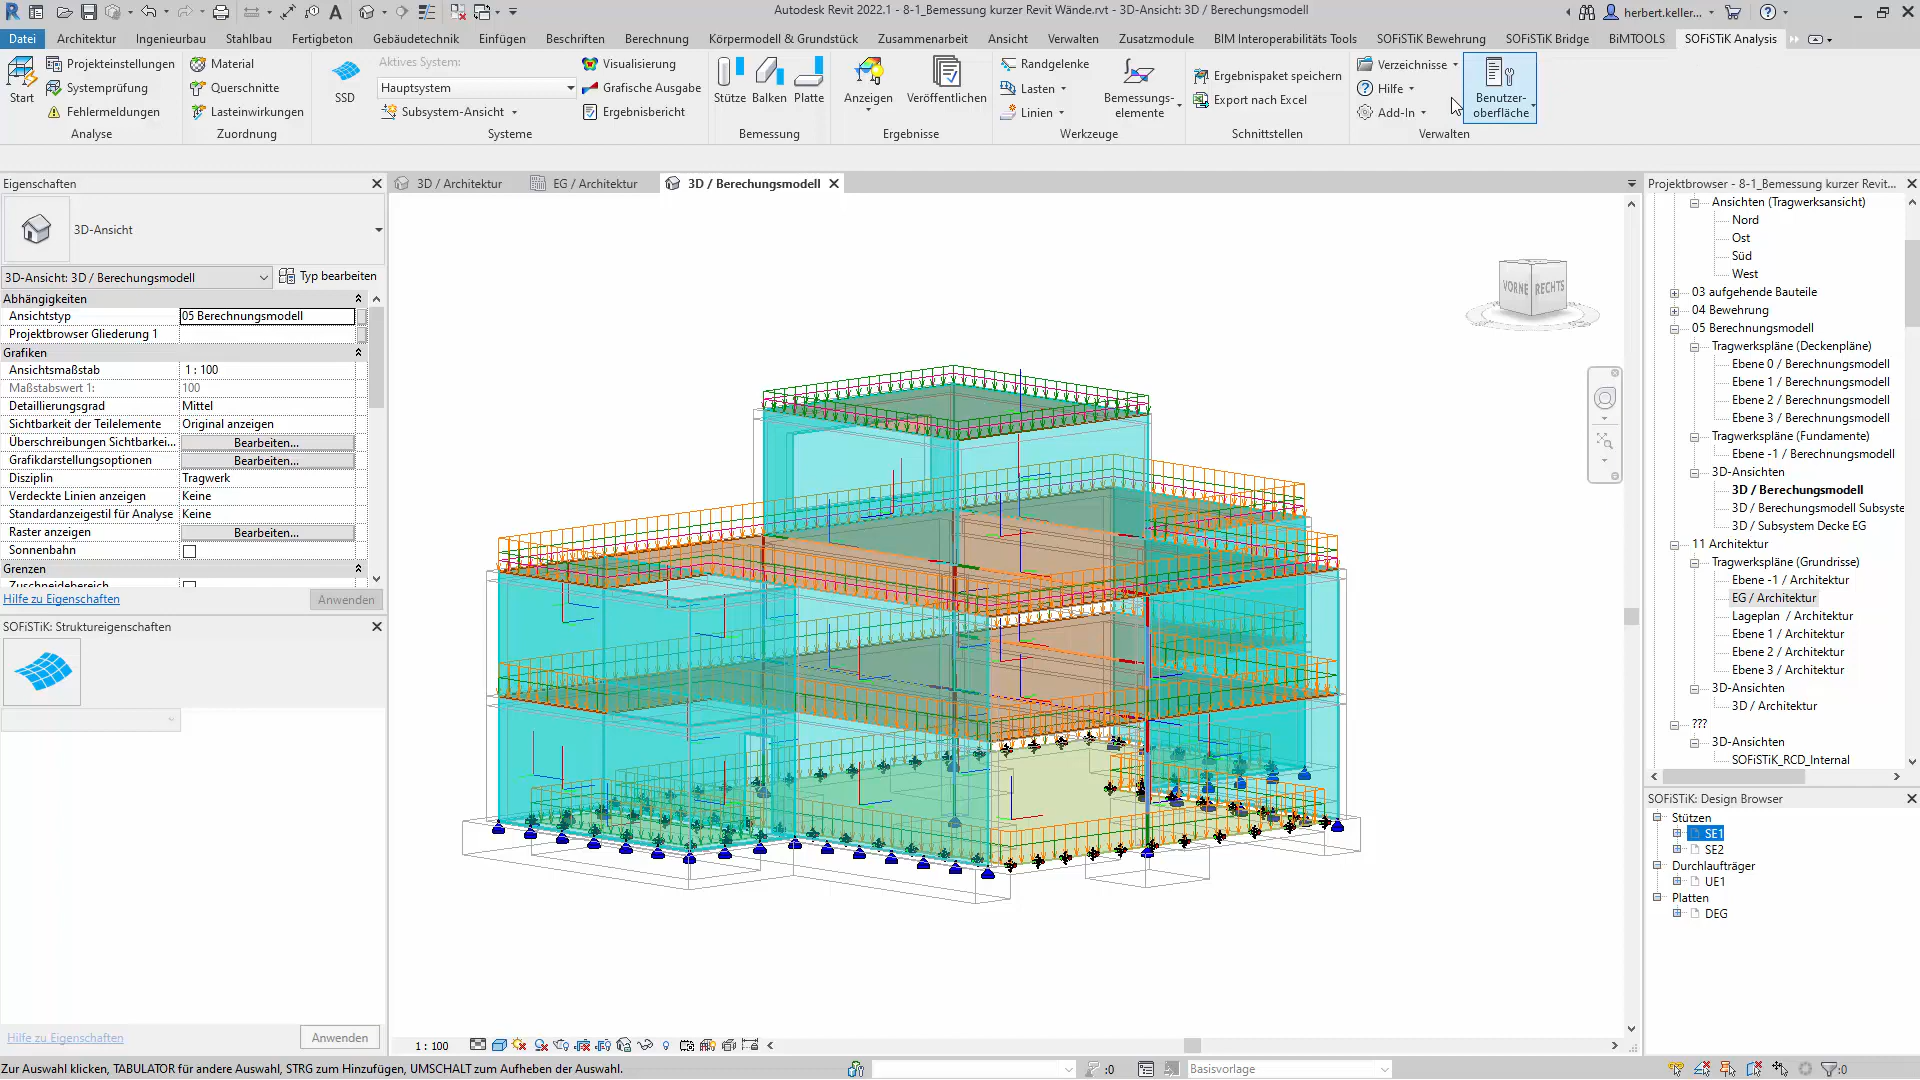 Autodesk Revit 2022.1 - 8-1_Bemessung kurzer Revit Wände.rvt - 3D-Ansicht: 3D / Berechungsmodell
herbert.keller...
Datei Architektur Ingenieurbau Stahlbau Fertigbeton Gebäudetechnik Einfügen Beschriften Berechnung Körpermodell & Grundstück Zusammenarbeit Ansicht Verwalten Zusatzmodule BIM Interoperabilitäts Tools SOFiSTiK Bewehrung SOFiSTiK Bridge BiMTOOLS SOFiSTiK Analysis
Start
Projekteinstellungen
Systemprüfung
Fehlermeldungen
Analyse
Material
Querschnitte
Lasteinwirkungen
Zuordnung
SSD
Aktives System:
Hauptsystem
Subsystem-Ansicht
Visualisierung
Grafische Ausgabe
Ergebnisbericht
Systeme
Stütze Balken Platte
Bemessung
Anzeigen Veröffentlichen
Ergebnisse
Randgelenke
Lasten
Linien
Bemessungs-
elemente
Werkzeuge
Ergebnispaket speichern
Export nach Excel
Schnittstellen
Verzeichnisse
Hilfe
Add-In
Benutzer-
oberfläche
Verwalten
Eigenschaften
3D-Ansicht
3D-Ansicht: 3D / Berechungsmodell Typ bearbeiten
Abhängigkeiten
Ansichtstyp 05 Berechnungsmodell
Projektbrowser Gliederung 1
Grafiken
Ansichtsmaßstab 1 : 100
Maßstabswert 1: 100
Detaillierungsgrad Mittel
Sichtbarkeit der Teilelemente Original anzeigen
Überschreibungen Sichtbarkei... Bearbeiten...
Grafikdarstellungsoptionen Bearbeiten...
Disziplin Tragwerk
Verdeckte Linien anzeigen Keine
Standardanzeigestil für Analyse Keine
Raster anzeigen Bearbeiten...
Sonnenbahn
Grenzen
Zuschneidebereich
Hilfe zu Eigenschaften Anwenden
SOFiSTiK: Struktureigenschaften
Hilfe zu Eigenschaften Anwenden
3D / Architektur EG / Architektur 3D / Berechungsmodell
VORNE RECHTS
1 : 100
Projektbrowser - 8-1_Bemessung kurzer Revit...
Ansichten (Tragwerksansicht)
Nord
Ost
Süd
West
03 aufgehende Bauteile
04 Bewehrung
05 Berechnungsmodell
Tragwerkspläne (Deckenpläne)
Ebene 0 / Berechnungsmodell
Ebene 1 / Berechnungsmodell
Ebene 2 / Berechnungsmodell
Ebene 3 / Berechnungsmodell
Tragwerkspläne (Fundamente)
Ebene -1 / Berechnungsmodell
3D-Ansichten
3D / Berechungsmodell
3D / Berechungsmodell Subsyste
3D / Subsystem Decke EG
11 Architektur
Tragwerkspläne (Grundrisse)
Ebene -1 / Architektur
EG / Architektur
Lageplan / Architektur
Ebene 1 / Architektur
Ebene 2 / Architektur
Ebene 3 / Architektur
3D-Ansichten
3D / Architektur
???
3D-Ansichten
SOFiSTiK_RCD_Internal
SOFiSTiK: Design Browser
Stützen
SE1
SE2
Durchlaufträger
UE1
Platten
DEG
Zur Auswahl klicken, TABULATOR für andere Auswahl, STRG zum Hinzufügen, UMSCHALT zum Aufheben der Auswahl.
:0
Basisvorlage
:0